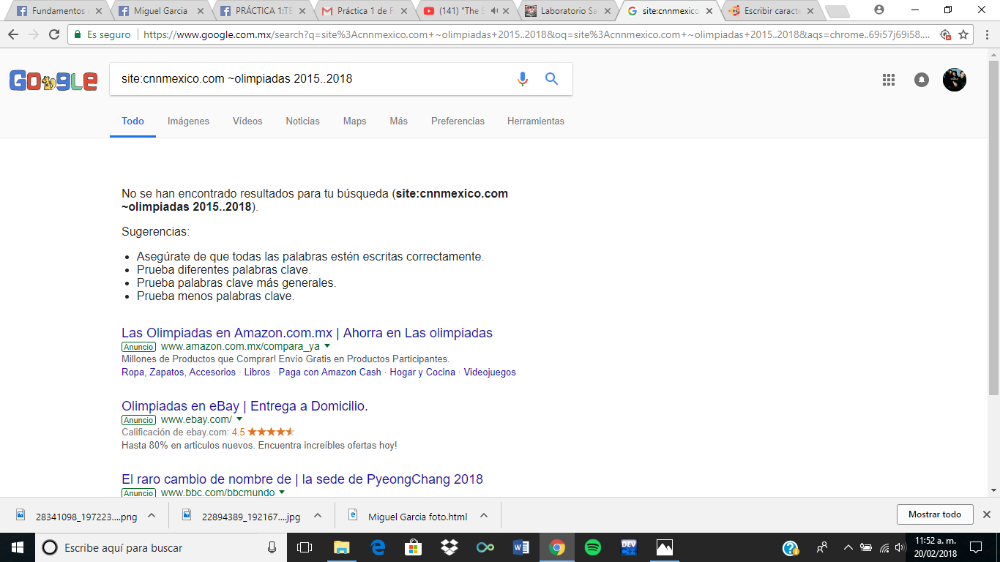 Fundamentos d
Miguel Garcia
PRÁCTICA 1:TE
Práctica 1 de F
(141) "The S
Laboratorio Sa
site:cnnmexico
Escribir caracte
Es seguro
https://www.google.com.mx/search?q=site%3Acnnmexico.com+~olimpiadas+2015..2018&oq=site%3Acnnmexico.com+~olimpiadas+2015..2018&aqs=chrome..69i57j69i58....
Google
site:cnnmexico.com ~olimpiadas 2015..2018
Todo Imágenes Vídeos Noticias Maps Más Preferencias Herramientas
No se han encontrado resultados para tu búsqueda (site:cnnmexico.com
~olimpiadas 2015..2018).
Sugerencias:
• Asegúrate de que todas las palabras estén escritas correctamente.
• Prueba diferentes palabras clave.
• Prueba palabras clave más generales.
• Prueba menos palabras clave.
Las Olimpiadas en Amazon.com.mx | Ahorra en Las olimpiadas
Anuncio www.amazon.com.mx/compara_ya
Millones de Productos que Comprar! Envío Gratis en Productos Participantes.
Ropa, Zapatos, Accesorios · Libros · Paga con Amazon Cash · Hogar y Cocina · Videojuegos
Olimpiadas en eBay | Entrega a Domicilio.
Anuncio www.ebay.com/
Calificación de ebay.com: 4.5
Hasta 80% en articulos nuevos. Encuentra increíbles ofertas hoy!
El raro cambio de nombre de | la sede de PyeongChang 2018
Anuncio www.bbc.com/bbcmundo
28341098_197223....png
22894389_192167....jpg
Miguel Garcia foto.html
Mostrar todo
Escribe aquí para buscar
DEV
11:52 a. m.
20/02/2018